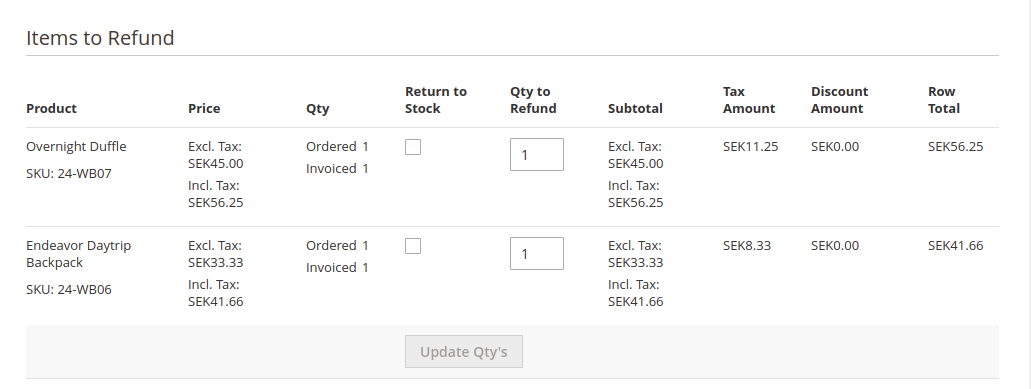 Items to Refund
Product Price Qty Return to Stock Qty to Refund Subtotal Tax Amount Discount Amount Row Total
Overnight Duffle
SKU: 24-WB07
Excl. Tax:
SEK45.00
Incl. Tax:
SEK56.25
Ordered 1
Invoiced 1
1
Excl. Tax:
SEK45.00
Incl. Tax:
SEK56.25
SEK11.25
SEK0.00
SEK56.25
Endeavor Daytrip
Backpack
SKU: 24-WB06
Excl. Tax:
SEK33.33
Incl. Tax:
SEK41.66
Ordered 1
Invoiced 1
1
Excl. Tax:
SEK33.33
Incl. Tax:
SEK41.66
SEK8.33
SEK0.00
SEK41.66
Update Qty's